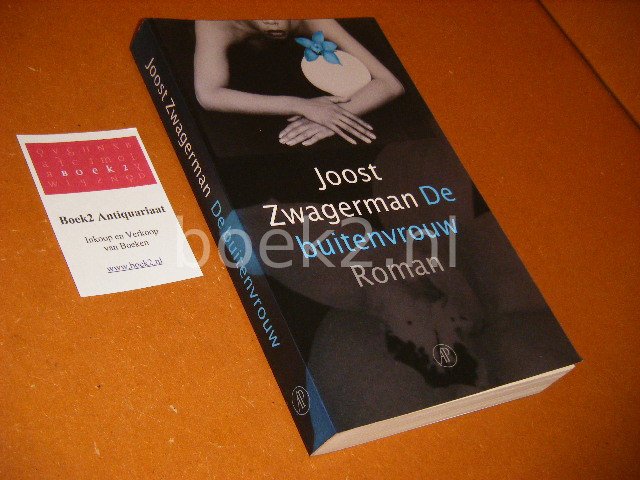 Joost
Zwagerman De
buitenvrouw
Roman
Joost Zwagerman De buitenvrouw
Boek2
Boek2 Antiquariaat
Inkoop en Verkoop
van Boeken
www.boek2.nl
boek2.nl